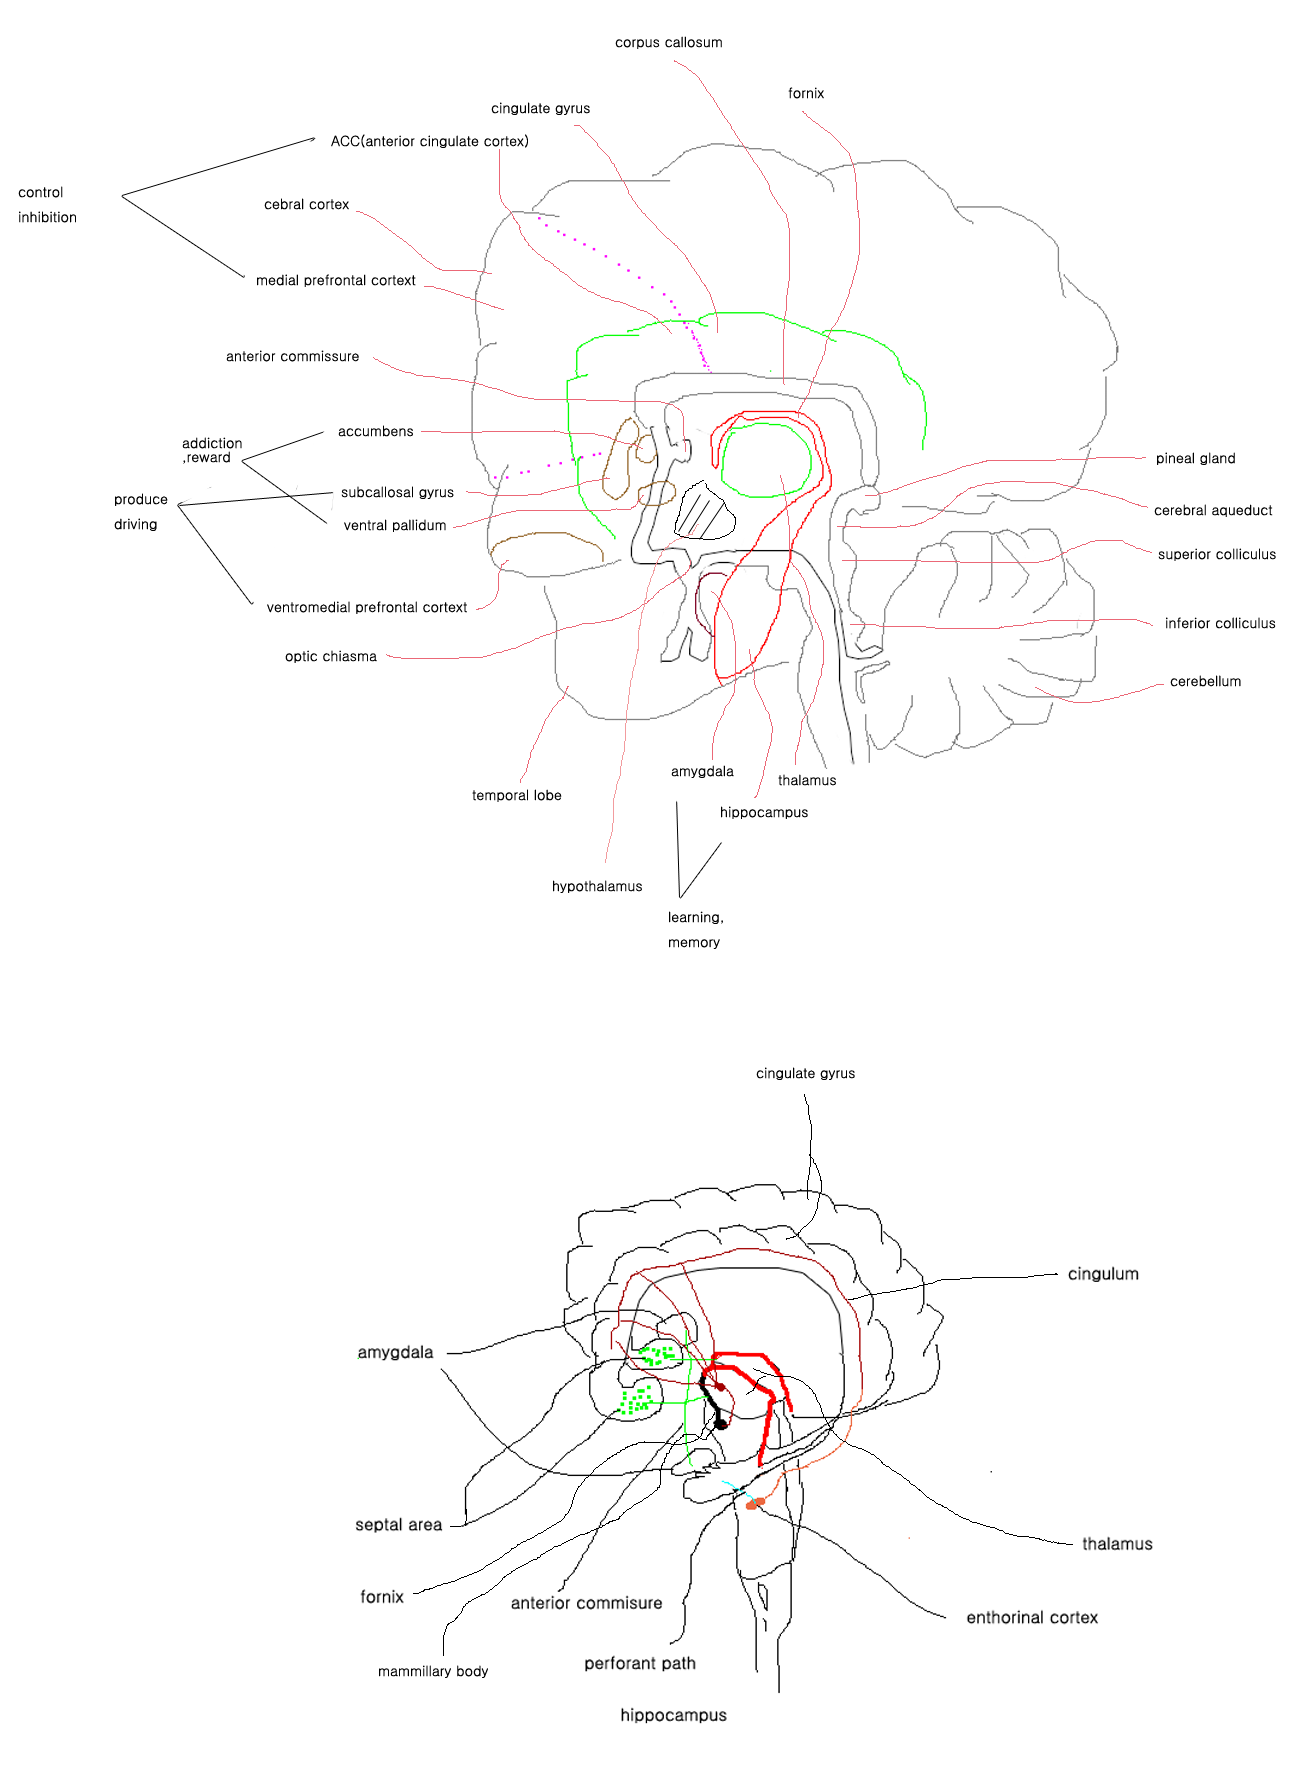 corpus callosum
fornix
cingulate gyrus
ACC(anterior cingulate cortex)
control
inhibition
cebral cortex
medial prefrontal cortext
anterior commissure
accumbens
addiction
,reward
pineal gland
subcallosal gyrus
produce
driving
ventral pallidum
cerebral aqueduct
superior colliculus
ventromedial prefrontal cortext
inferior colliculus
optic chiasma
cerebellum
amygdala
thalamus
temporal lobe
hippocampus
hypothalamus
learning,
memory
cingulate gyrus
cingulum
amygdala
septal area
thalamus
fornix
anterior commisure
enthorinal cortex
mammillary body
perforant path
hippocampus